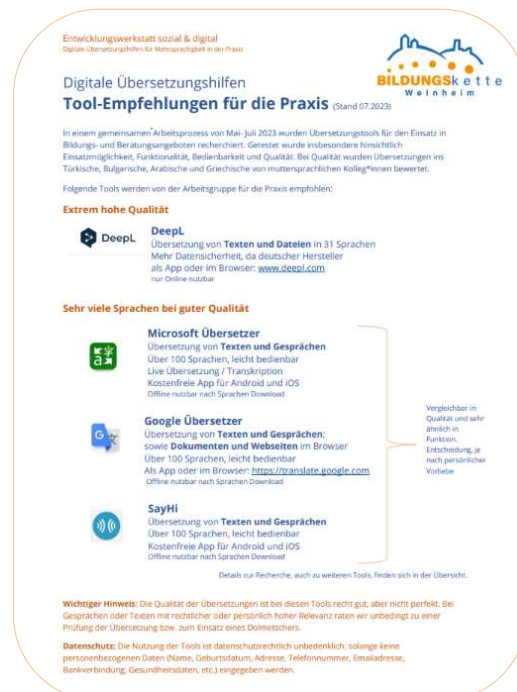 Entwicklungswerkstatt sozial & digital
Digitale Übersetzungshilfen für Mehrsprachigkeit in der Praxis
BILDUNGSkette
Weinheim
Digitale Übersetzungshilfen
Tool-Empfehlungen für die Praxis (Stand 07.2023)
In einem gemeinsamen Arbeitsprozess von Mai- Juli 2023 wurden Übersetzungstools für den Einsatz in
Bildungs- und Beratungsangeboten recherchiert. Getestet wurde insbesondere hinsichtlich
Einsatzmöglichkeit, Funktionalität, Bedienbarkeit und Qualität. Bei Qualität wurden Übersetzungen ins
Türkische, Bulgarische, Arabische und Griechische von muttersprachlichen Kolleg*innen bewertet.
Folgende Tools werden von der Arbeitsgruppe für die Praxis empfohlen:
Extrem hohe Qualität
DeepL
DeepL
Übersetzung von Texten und Dateien in 31 Sprachen
Mehr Datensicherheit, da deutscher Hersteller
als App oder im Browser: www.deepl.com
nur Online nutzbar
Sehr viele Sprachen bei guter Qualität
Microsoft Übersetzer
Übersetzung von Texten und Gesprächen
Über 100 Sprachen, leicht bedienbar
Live Übersetzung / Transkription
Kostenfreie App für Android und iOS
Offline nutzbar nach Sprachen Download
Google Übersetzer
Übersetzung von Texten und Gesprächen;
sowie Dokumenten und Webseiten im Browser
Über 100 Sprachen, leicht bedienbar
Als App oder im Browser: https://translate.google.com
Offline nutzbar nach Sprachen Download
SayHi
Übersetzung von Texten und Gesprächen
Über 100 Sprachen, leicht bedienbar
Kostenfreie App für Android und iOS
Offline nutzbar nach Sprachen Download
Vergleichbar in
Qualität und sehr
ähnlich in
Funktion.
Entscheidung, je
nach persönlicher
Vorliebe
Details zur Recherche, auch zu weiteren Tools, finden sich in der Übersicht.
Wichtiger Hinweis: Die Qualität der Übersetzungen ist bei diesen Tools recht gut, aber nicht perfekt. Bei
Gesprächen oder Texten mit rechtlicher oder persönlich hoher Relevanz raten wir unbedingt zu einer
Prüfung der Übersetzung bzw. zum Einsatz eines Dolmetschers.
Datenschutz: Die Nutzung der Tools ist datenschutzrechtlich unbedenklich, solange keine
personenbezogenen Daten (Name, Geburtsdatum, Adresse, Telefonnummer, Emailadresse,
Bankverbindung, Gesundheitsdaten, etc.) eingegeben werden.